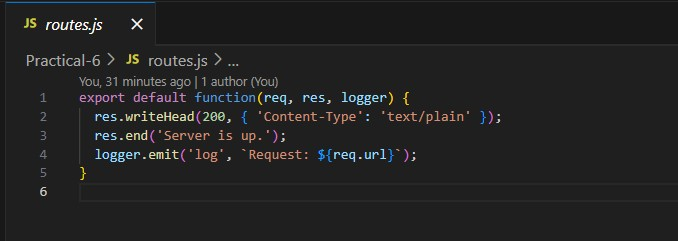 JS routes.js ×
Practical-6 > JS routes.js > ...
You, 31 minutes ago | 1 author (You)
1 export default function(req, res, logger) {
2   res.writeHead(200, { 'Content-Type': 'text/plain' });
3   res.end('Server is up.');
4   logger.emit('log', `Request: ${req.url}`);
5 }
6